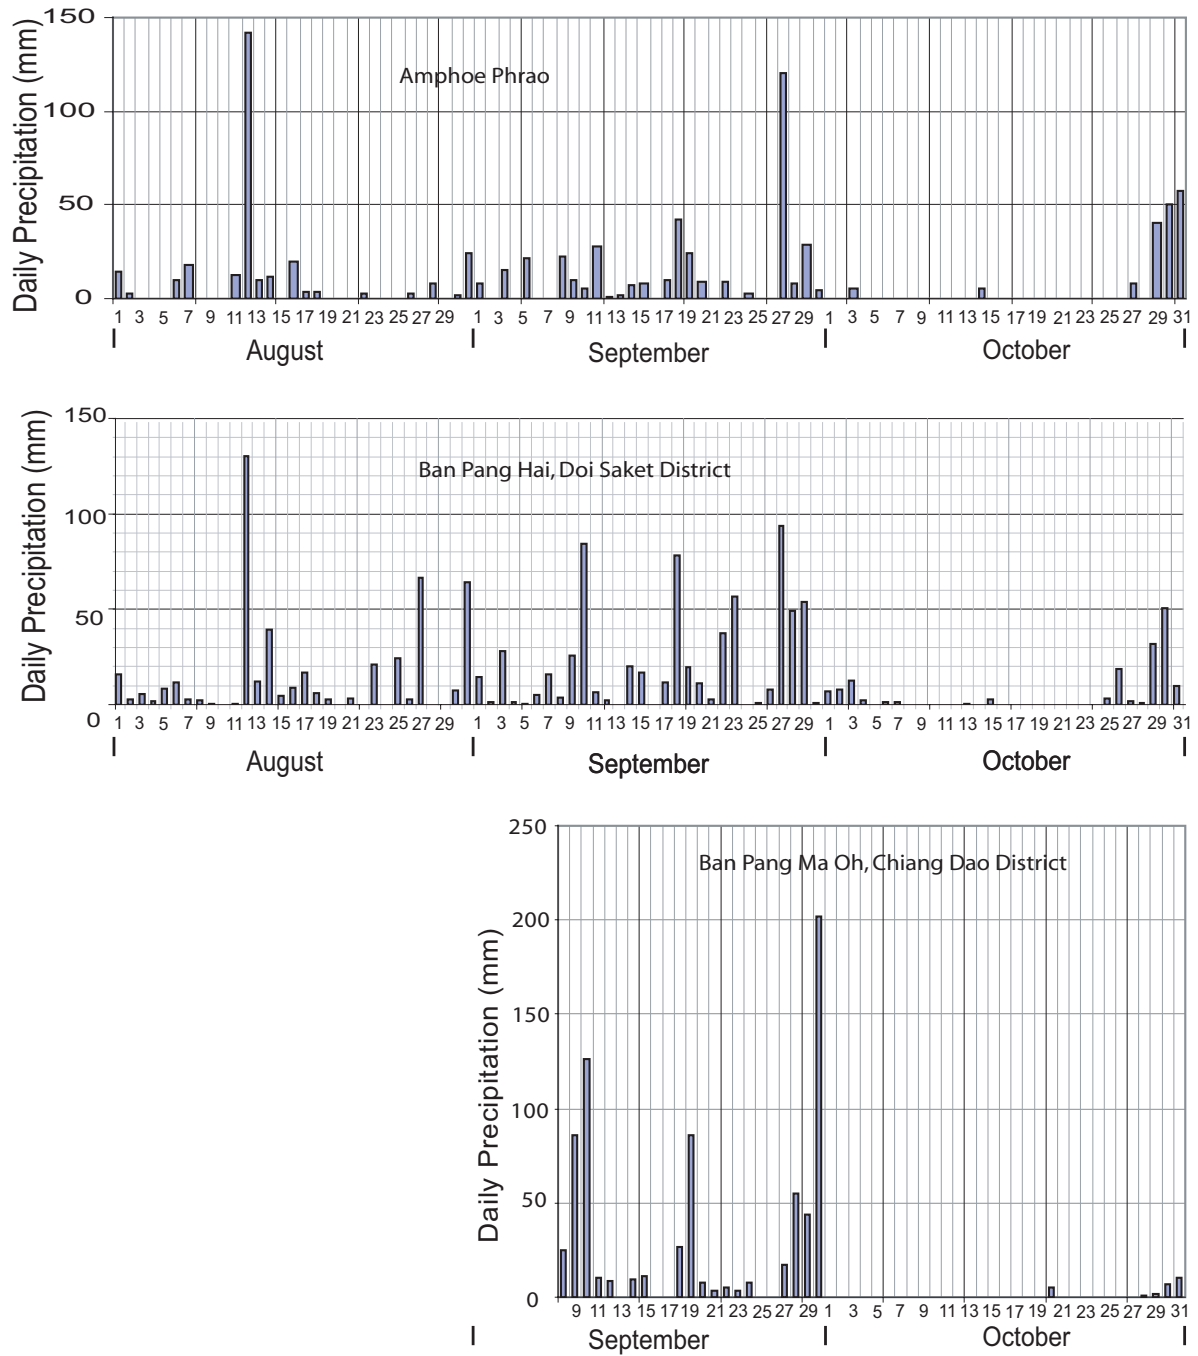 150
100
50
0
Daily Precipitation (mm)
Amphoe Phrao
1 3 5 7 9 11 13 15 17 19 21 23 25 27 29 1 3 5 7 9 11 13 15 17 19 21 23 25 27 29 1 3 5 7 9 11 13 15 17 19 21 23 25 27 29 31
August September October
150
100
50
0
Daily Precipitation (mm)
Ban Pang Hai, Doi Saket District
1 3 5 7 9 11 13 15 17 19 21 23 25 27 29 1 3 5 7 9 11 13 15 17 19 21 23 25 27 29 1 3 5 7 9 11 13 15 17 19 21 23 25 27 29 31
August September October
250
200
150
100
50
0
Daily Precipitation (mm)
Ban Pang Ma Oh, Chiang Dao District
9 11 13 15 17 19 21 23 25 27 29 1 3 5 7 9 11 13 15 17 19 21 23 25 27 29 31
September October